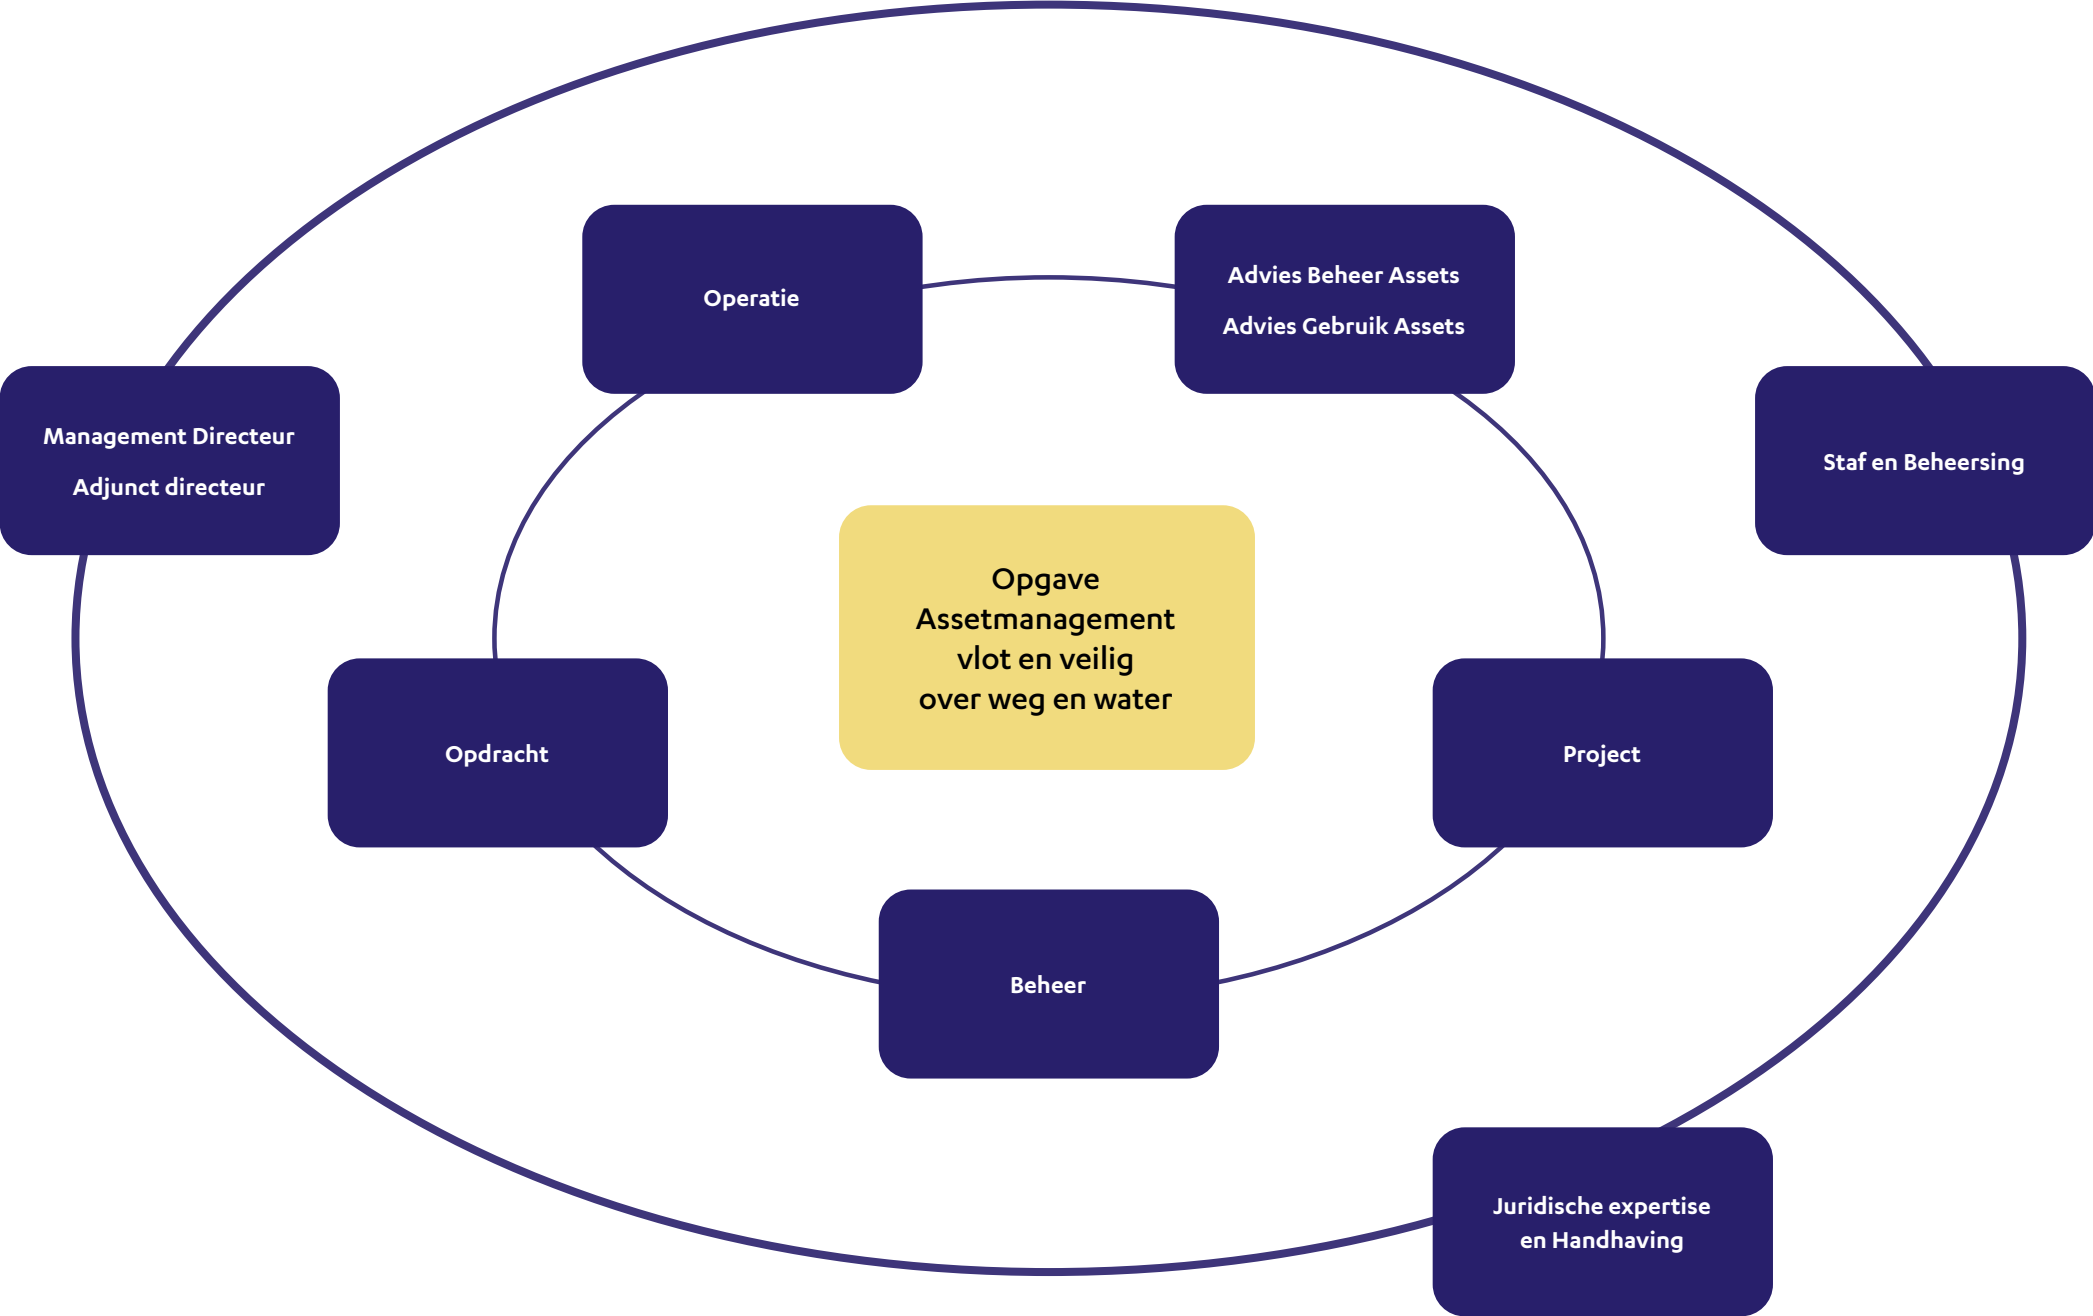 Operatie
Advies Beheer Assets
Advies Gebruik Assets
Management Directeur
Adjunct directeur
Staf en Beheersing
Opgave
Assetmanagement
vlot en veilig
over weg en water
Opdracht
Project
Beheer
Juridische expertise
en Handhaving